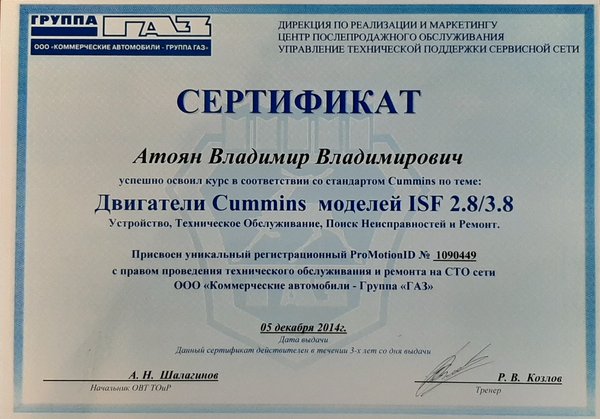 ГРУППА ГАЗ
ООО «КОММЕРЧЕСКИЕ АВТОМОБИЛИ - ГРУППА ГАЗ»
ДИРЕКЦИЯ ПО РЕАЛИЗАЦИИ И МАРКЕТИНГУ
ЦЕНТР ПОСЛЕПРОДАЖНОГО ОБСЛУЖИВАНИЯ
УПРАВЛЕНИЕ ТЕХНИЧЕСКОЙ ПОДДЕРЖКИ СЕРВИСНОЙ СЕТИ
СЕРТИФИКАТ
Атоян Владимир Владимирович
успешно освоил курс в соответствии со стандартом Cummins по теме:
Двигатели Cummins моделей ISF 2.8/3.8
Устройство, Техническое Обслуживание, Поиск Неисправностей и Ремонт.
Присвоен уникальный регистрационный ProMotionID № 1090449
с правом проведения технического обслуживания и ремонта на СТО сети
ООО «Коммерческие автомобили - Группа «ГАЗ»
05 декабря 2014г.
Дата выдачи
Данный сертификат действителен в течении 3-х лет со дня выдачи
А. Н. Шалагинов
Начальник ОВТ ТОиР
Р. В. Козлов
Тренер